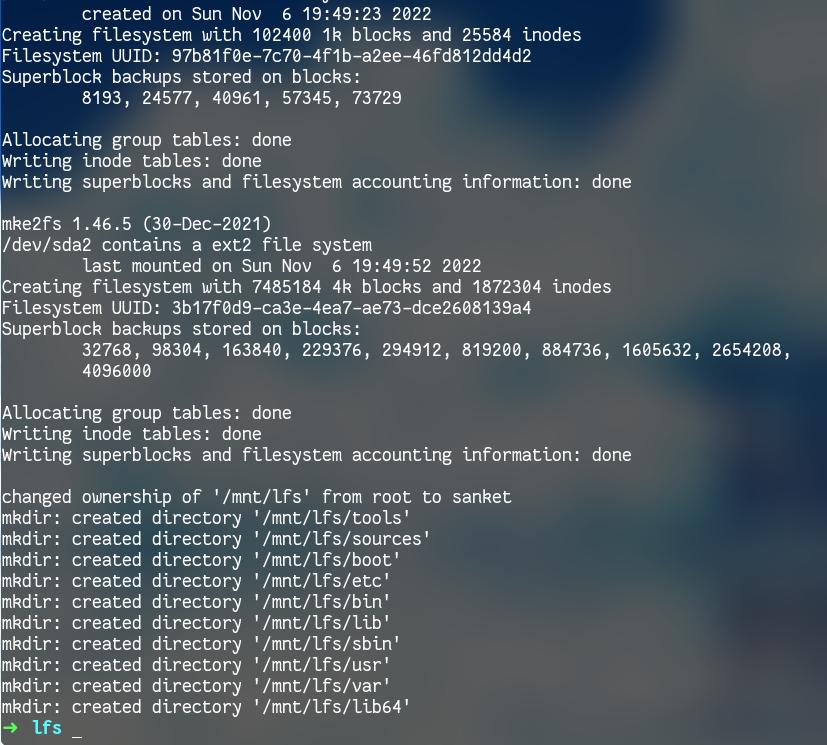 created on Sun Nov  6 19:49:23 2022
Creating filesystem with 102400 1k blocks and 25584 inodes
Filesystem UUID: 97b81f0e-7c70-4f1b-a2ee-46fd812dd4d2
Superblock backups stored on blocks:
        8193, 24577, 40961, 57345, 73729

Allocating group tables: done
Writing inode tables: done
Writing superblocks and filesystem accounting information: done

mke2fs 1.46.5 (30-Dec-2021)
/dev/sda2 contains a ext2 file system
        last mounted on Sun Nov  6 19:49:52 2022
Creating filesystem with 7485184 4k blocks and 1872304 inodes
Filesystem UUID: 3b17f0d9-ca3e-4ea7-ae73-dce2608139a4
Superblock backups stored on blocks:
        32768, 98304, 163840, 229376, 294912, 819200, 884736, 1605632, 2654208,
        4096000

Allocating group tables: done
Writing inode tables: done
Writing superblocks and filesystem accounting information: done

changed ownership of '/mnt/lfs' from root to sanket
mkdir: created directory '/mnt/lfs/tools'
mkdir: created directory '/mnt/lfs/sources'
mkdir: created directory '/mnt/lfs/boot'
mkdir: created directory '/mnt/lfs/etc'
mkdir: created directory '/mnt/lfs/bin'
mkdir: created directory '/mnt/lfs/lib'
mkdir: created directory '/mnt/lfs/sbin'
mkdir: created directory '/mnt/lfs/usr'
mkdir: created directory '/mnt/lfs/var'
mkdir: created directory '/mnt/lfs/lib64'
➜  lfs _